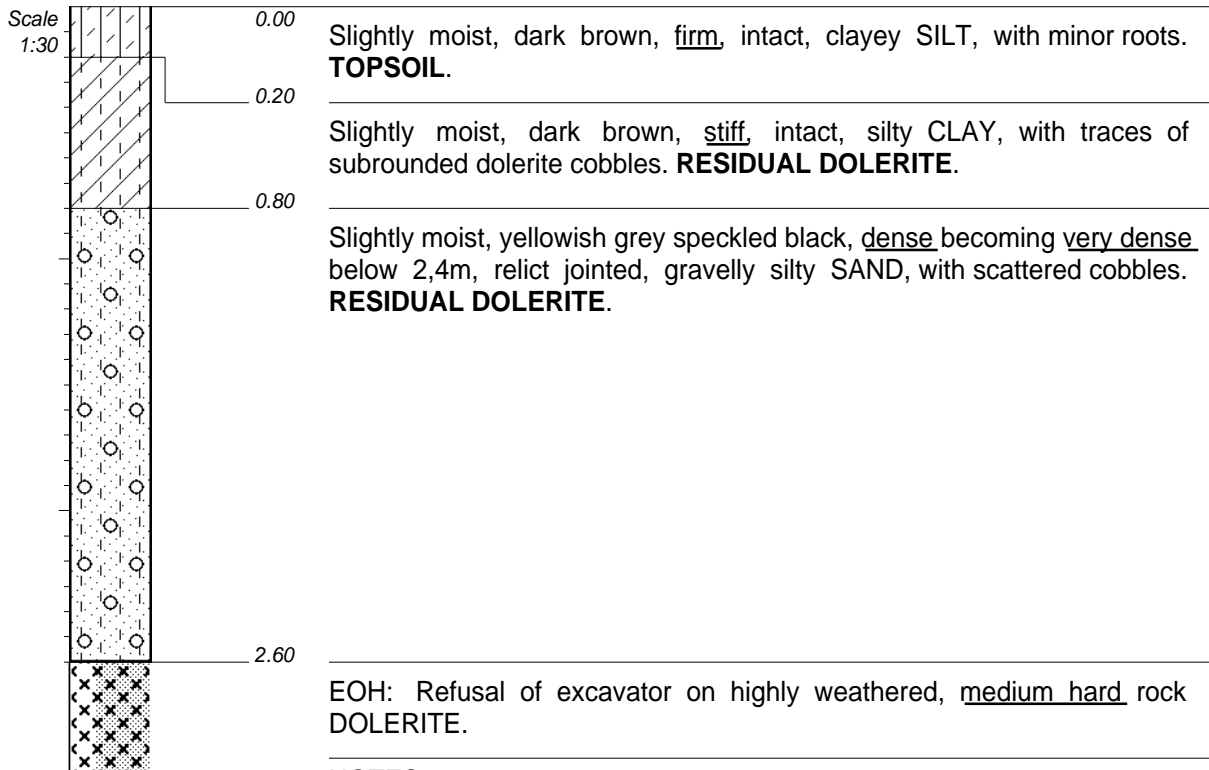 Scale
1:30
0.00
Slightly moist, dark brown, firm, intact, clayey SILT, with minor roots.
TOPSOIL.
0.20
Slightly moist, dark brown, stiff, intact, silty CLAY, with traces of
subrounded dolerite cobbles. RESIDUAL DOLERITE.
0.80
Slightly moist, yellowish grey speckled black, dense becoming very dense
below 2,4m, relict jointed, gravelly silty SAND, with scattered cobbles.
RESIDUAL DOLERITE.
2.60
EOH: Refusal of excavator on highly weathered, medium hard rock
DOLERITE.